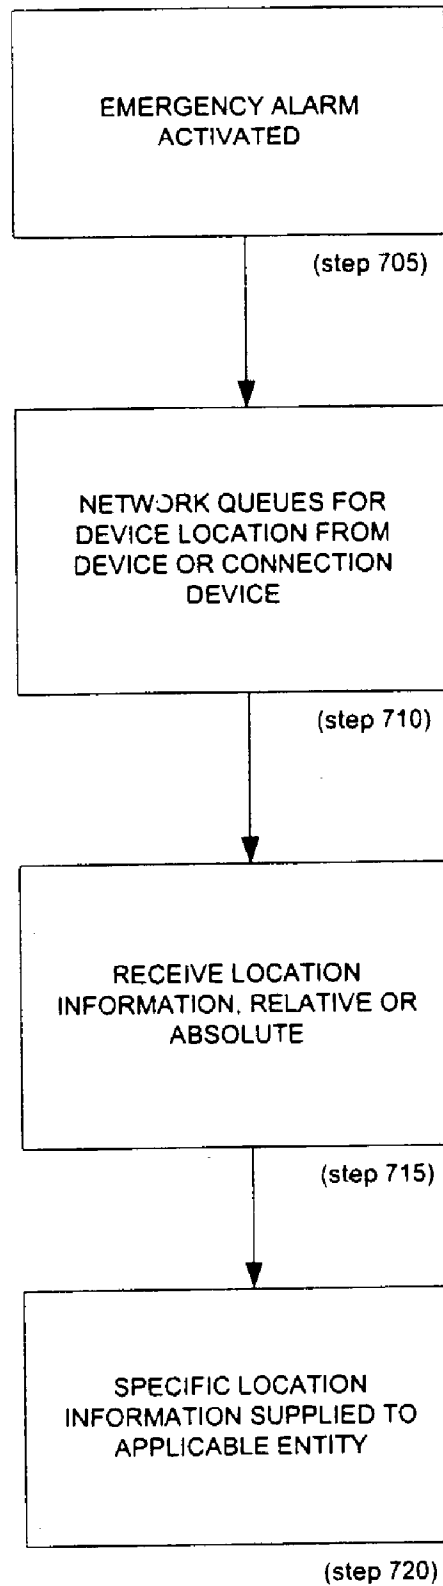 EMERGENCY ALARM
ACTIVATED
(step 705)
NETWORK QUEUES FOR
DEVICE LOCATION FROM
DEVICE OR CONNECTION
DEVICE
(step 710)
RECEIVE LOCATION
INFORMATION, RELATIVE OR
ABSOLUTE
(step 715)
SPECIFIC LOCATION
INFORMATION SUPPLIED TO
APPLICABLE ENTITY
(step 720)